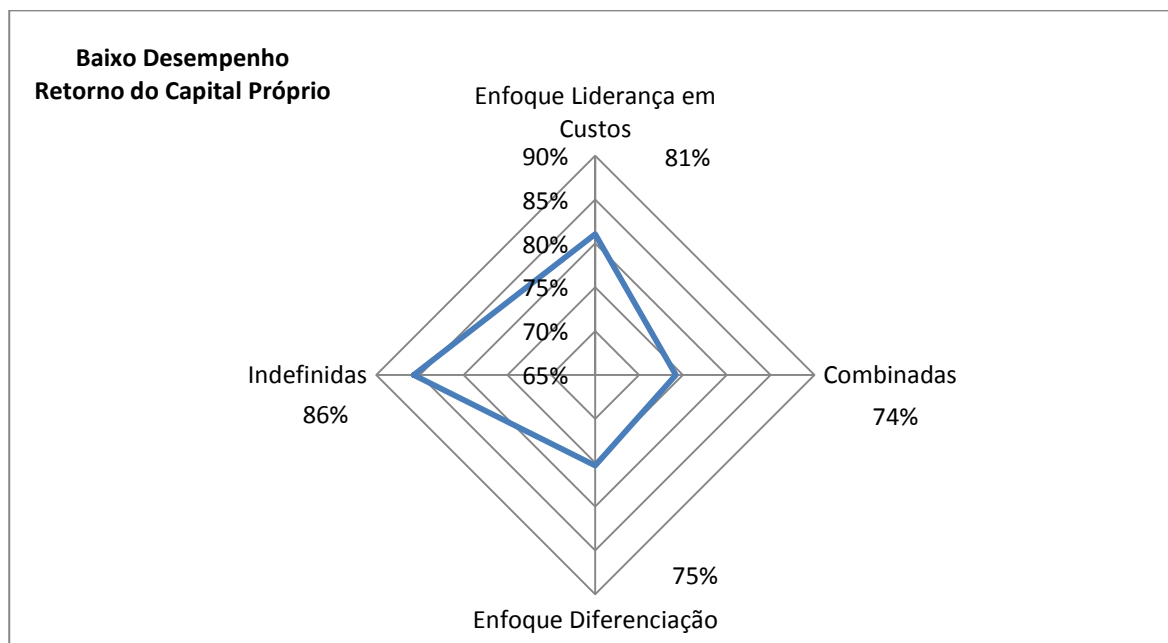 Baixo Desempenho
Retorno do Capital Próprio
Enfoque Liderança em
Custos
90%
81%
85%
80%
75%
70%
65%
Indefinidas
86%
Combinadas
74%
75%
Enfoque Diferenciação